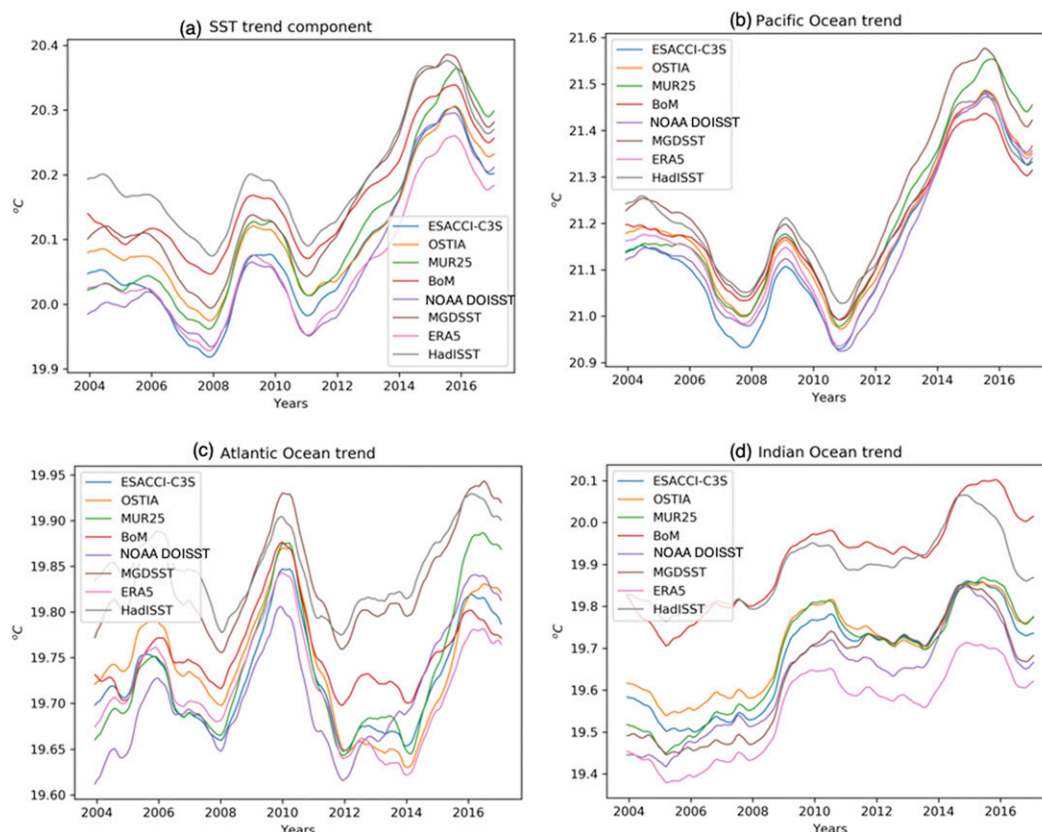 (a) SST trend component
20.4
20.3
20.2
20.1
20.0
19.9
°C
ESACCI-C3S
OSTIA
MUR25
BoM
NOAA DOISST
MGDSST
ERA5
HadISST
2004 2006 2008 2010 2012 2014 2016
Years
(b) Pacific Ocean trend
21.6
21.5
21.4
21.3
21.2
21.1
21.0
20.9
°C
ESACCI-C3S
OSTIA
MUR25
BoM
NOAA DOISST
MGDSST
ERA5
HadISST
2004 2006 2008 2010 2012 2014 2016
Years
(c) Atlantic Ocean trend
19.95
19.90
19.85
19.80
19.75
19.70
19.65
19.60
°C
ESACCI-C3S
OSTIA
MUR25
BoM
NOAA DOISST
MGDSST
ERA5
HadISST
2004 2006 2008 2010 2012 2014 2016
Years
(d) Indian Ocean trend
20.1
20.0
19.9
19.8
19.7
19.6
19.5
19.4
°C
ESACCI-C3S
OSTIA
MUR25
BoM
NOAA DOISST
MGDSST
ERA5
HadISST
2004 2006 2008 2010 2012 2014 2016
Years